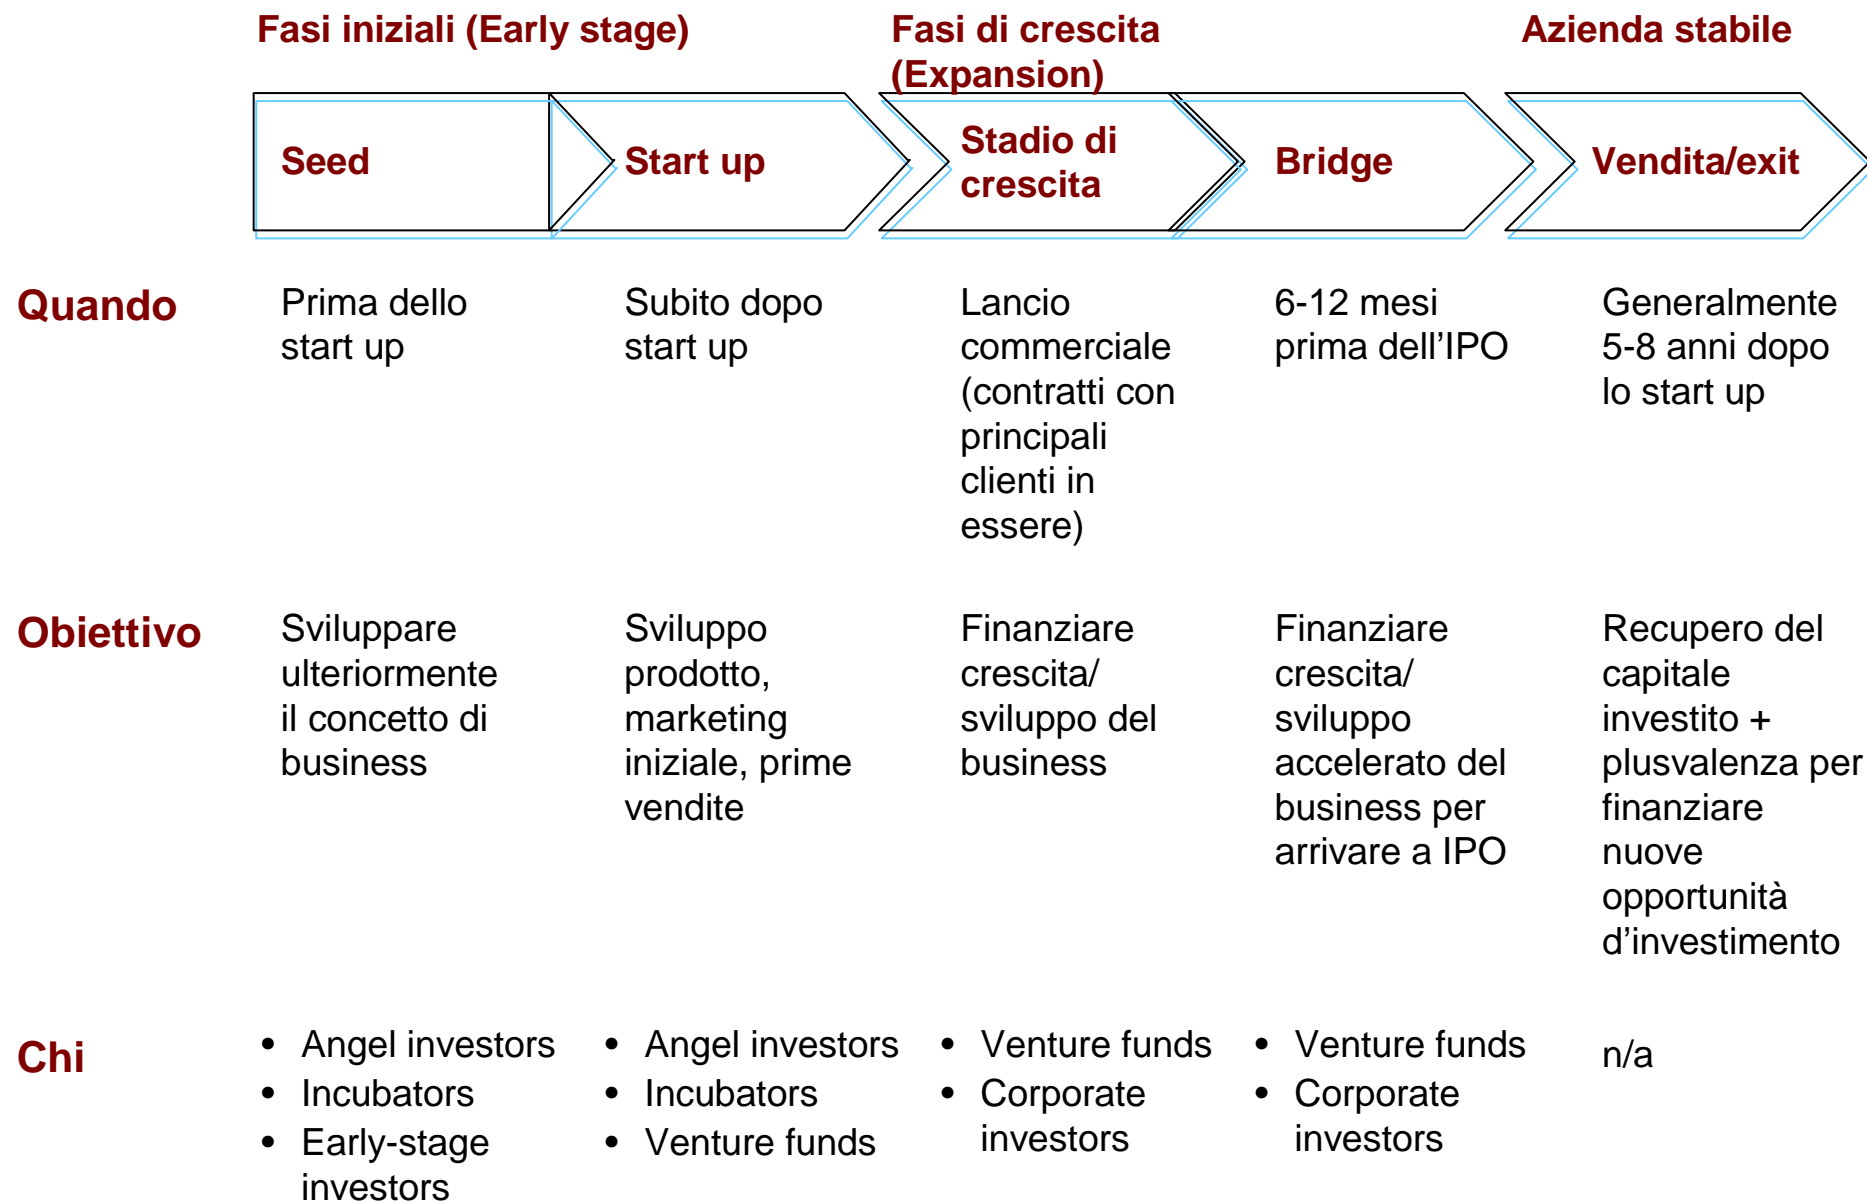 Fasi iniziali (Early stage)
Fasi di crescita
(Expansion)
Azienda stabile
Seed
Start up
Stadio di
crescita
Bridge
Vendita/exit
Quando
Prima dello
start up
Subito dopo
start up
Lancio
commerciale
(contratti con
principali
clienti in
essere)
6-12 mesi
prima dell’IPO
Generalmente
5-8 anni dopo
lo start up
Obiettivo
Sviluppare
ulteriormente
il concetto di
business
Sviluppo
prodotto,
marketing
iniziale, prime
vendite
Finanziare
crescita/
sviluppo del
business
Finanziare
crescita/
sviluppo
accelerato del
business per
arrivare a IPO
Recupero del
capitale
investito +
plusvalenza per
finanziare
nuove
opportunità
d’investimento
Chi
• Angel investors
• Incubators
• Early-stage
investors
• Angel investors
• Incubators
• Venture funds
• Venture funds
• Corporate
investors
• Venture funds
• Corporate
investors
n/a